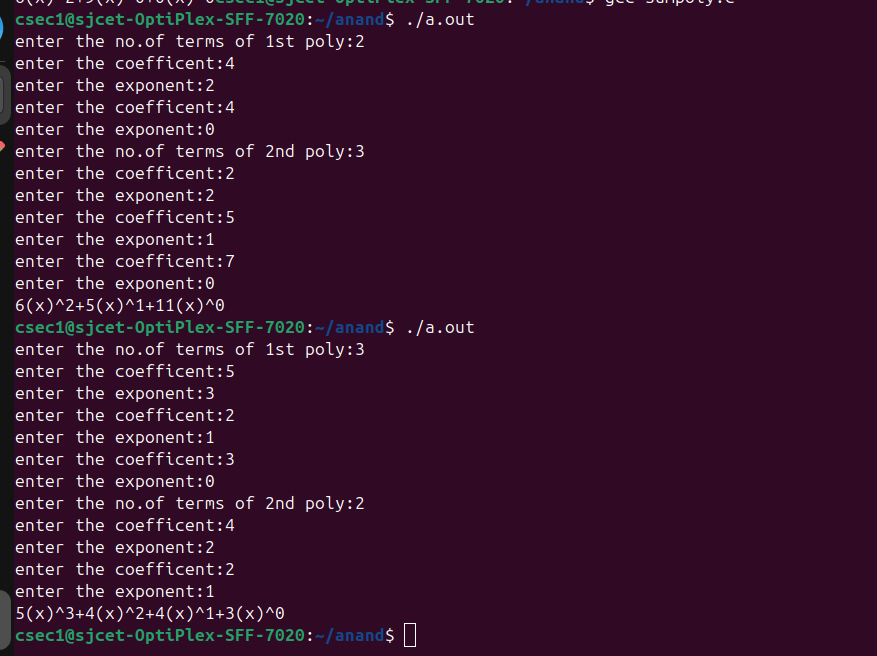 csec1@sjcet-OptiPlex-SFF-7020:~/anand$ ./a.out
enter the no.of terms of 1st poly:2
enter the coefficent:4
enter the exponent:2
enter the coefficent:4
enter the exponent:0
enter the no.of terms of 2nd poly:3
enter the coefficent:2
enter the exponent:2
enter the coefficent:5
enter the exponent:1
enter the coefficent:7
enter the exponent:0
6(x)^2+5(x)^1+11(x)^0
csec1@sjcet-OptiPlex-SFF-7020:~/anand$ ./a.out
enter the no.of terms of 1st poly:3
enter the coefficent:5
enter the exponent:3
enter the coefficent:2
enter the exponent:1
enter the coefficent:3
enter the exponent:0
enter the no.of terms of 2nd poly:2
enter the coefficent:4
enter the exponent:2
enter the coefficent:2
enter the exponent:1
5(x)^3+4(x)^2+4(x)^1+3(x)^0
csec1@sjcet-OptiPlex-SFF-7020:~/anand$